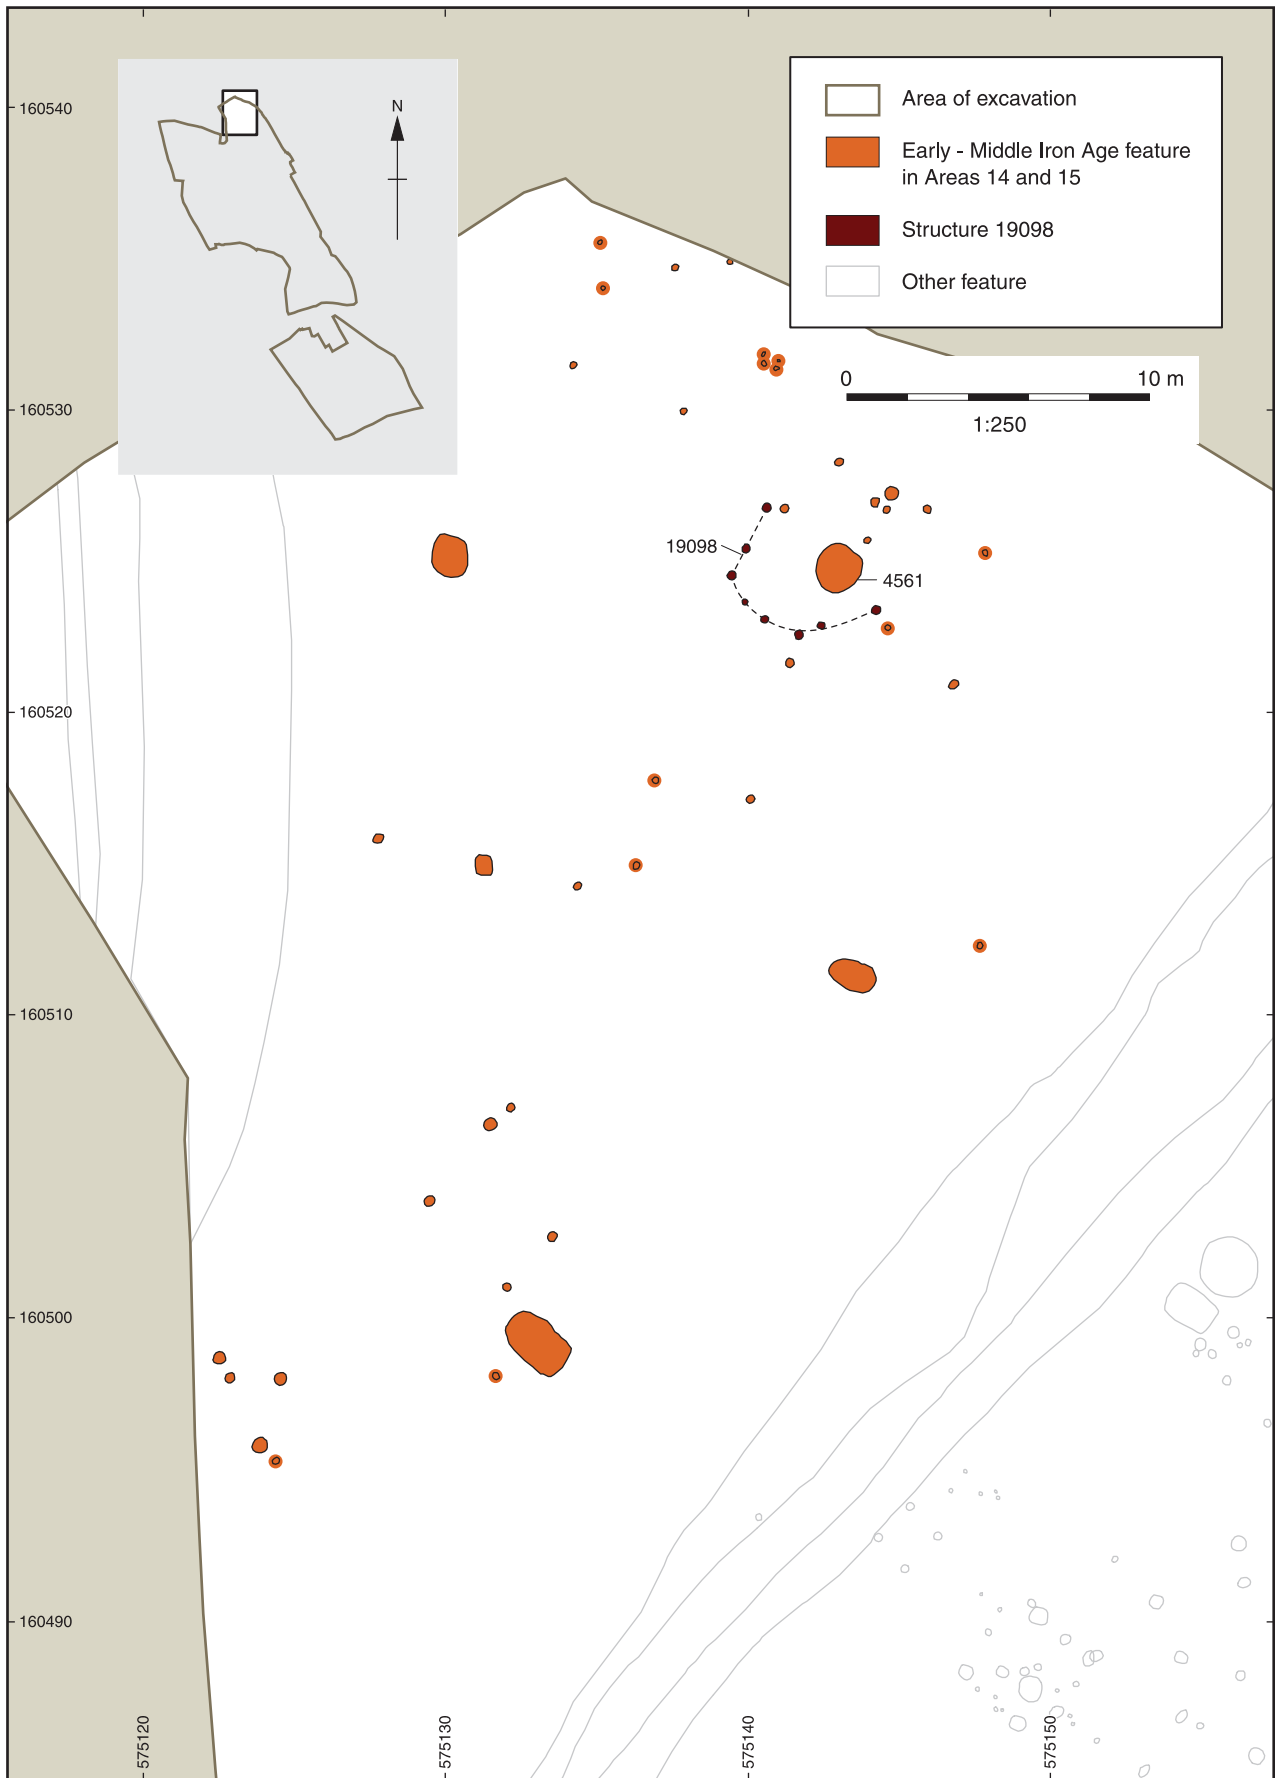 N
Area of excavation
Early - Middle Iron Age feature
in Areas 14 and 15
Structure 19098
Other feature
0 10 m
1:250
160540
160530
160520
160510
160500
160490
19098
4561
575120
575130
575140
575150